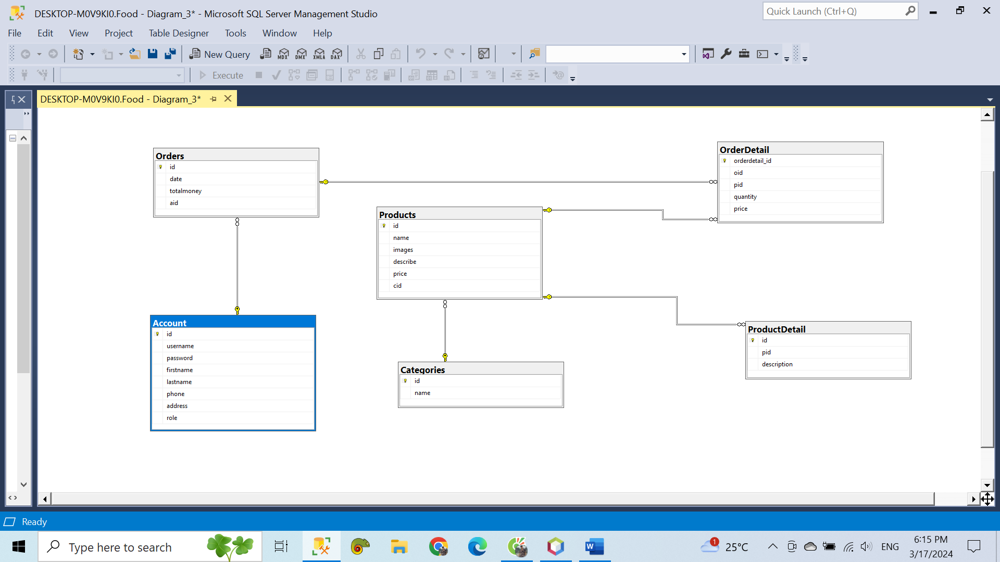 DESKTOP-M0V9KI0.Food - Diagram_3* - Microsoft SQL Server Management Studio
Quick Launch (Ctrl+Q)
File Edit View Project Table Designer Tools Window Help
New Query
MDX DMX XMLA DAX
Execute
DESKTOP-M0V9KI0.Food - Diagram_3*
Orders
id
date
totalmoney
aid
OrderDetail
orderdetail_id
oid
pid
quantity
price
Products
id
name
images
describe
price
cid
Account
id
username
password
firstname
lastname
phone
address
role
Categories
id
name
ProductDetail
id
pid
description
Ready
Type here to search
W
1
25°C
ENG
6:15 PM
3/17/2024